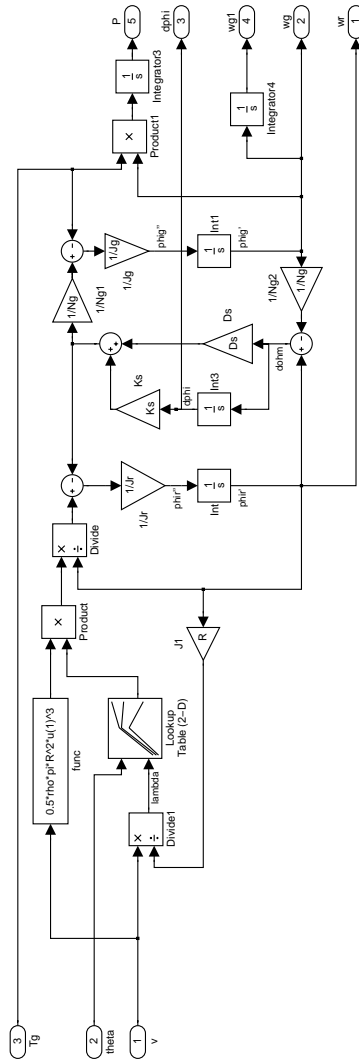 3
Tg
2
theta
1
v
0.5*rho*pi*R^2*u(1)^3
func
×
÷
Divide1
lambda
Lookup
Table (2−D)
×
Product
×
÷
Divide
J1
R
+
−
1/Jr
1/Jr
phir''
1
s
Int
phir'
Ks
Ks
dphi
1
s
Int3
+
+
Ds
Ds
dohm
+
−
1/Ng
1/Ng1
+
−
1/Jg
1/Jg
phig''
1
s
Int1
phig'
1/Ng
1/Ng2
×
Product1
1
s
Integrator3
1
s
Integrator4
P
5
dphi
3
wg1
4
wg
2
wr
1